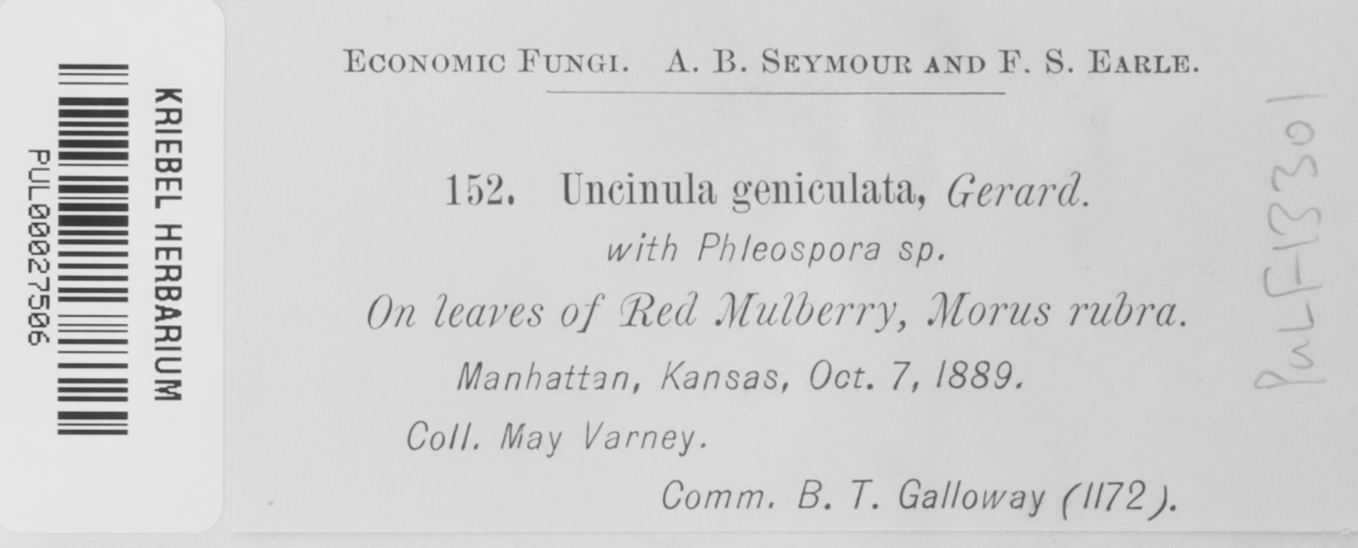 ECONOMIC FUNGI. A. B. SEYMOUR AND F. S. EARLE.
152. Uncinula geniculata, Gerard.
with Phleospora sp.
On leaves of Red Mulberry, Morus rubra.
Manhattan, Kansas, Oct. 7, 1889.
Coll. May Varney.
Comm. B. T. Galloway (1172).
KRIEBEL HERBARIUM
PUL00027506
PUL F13301